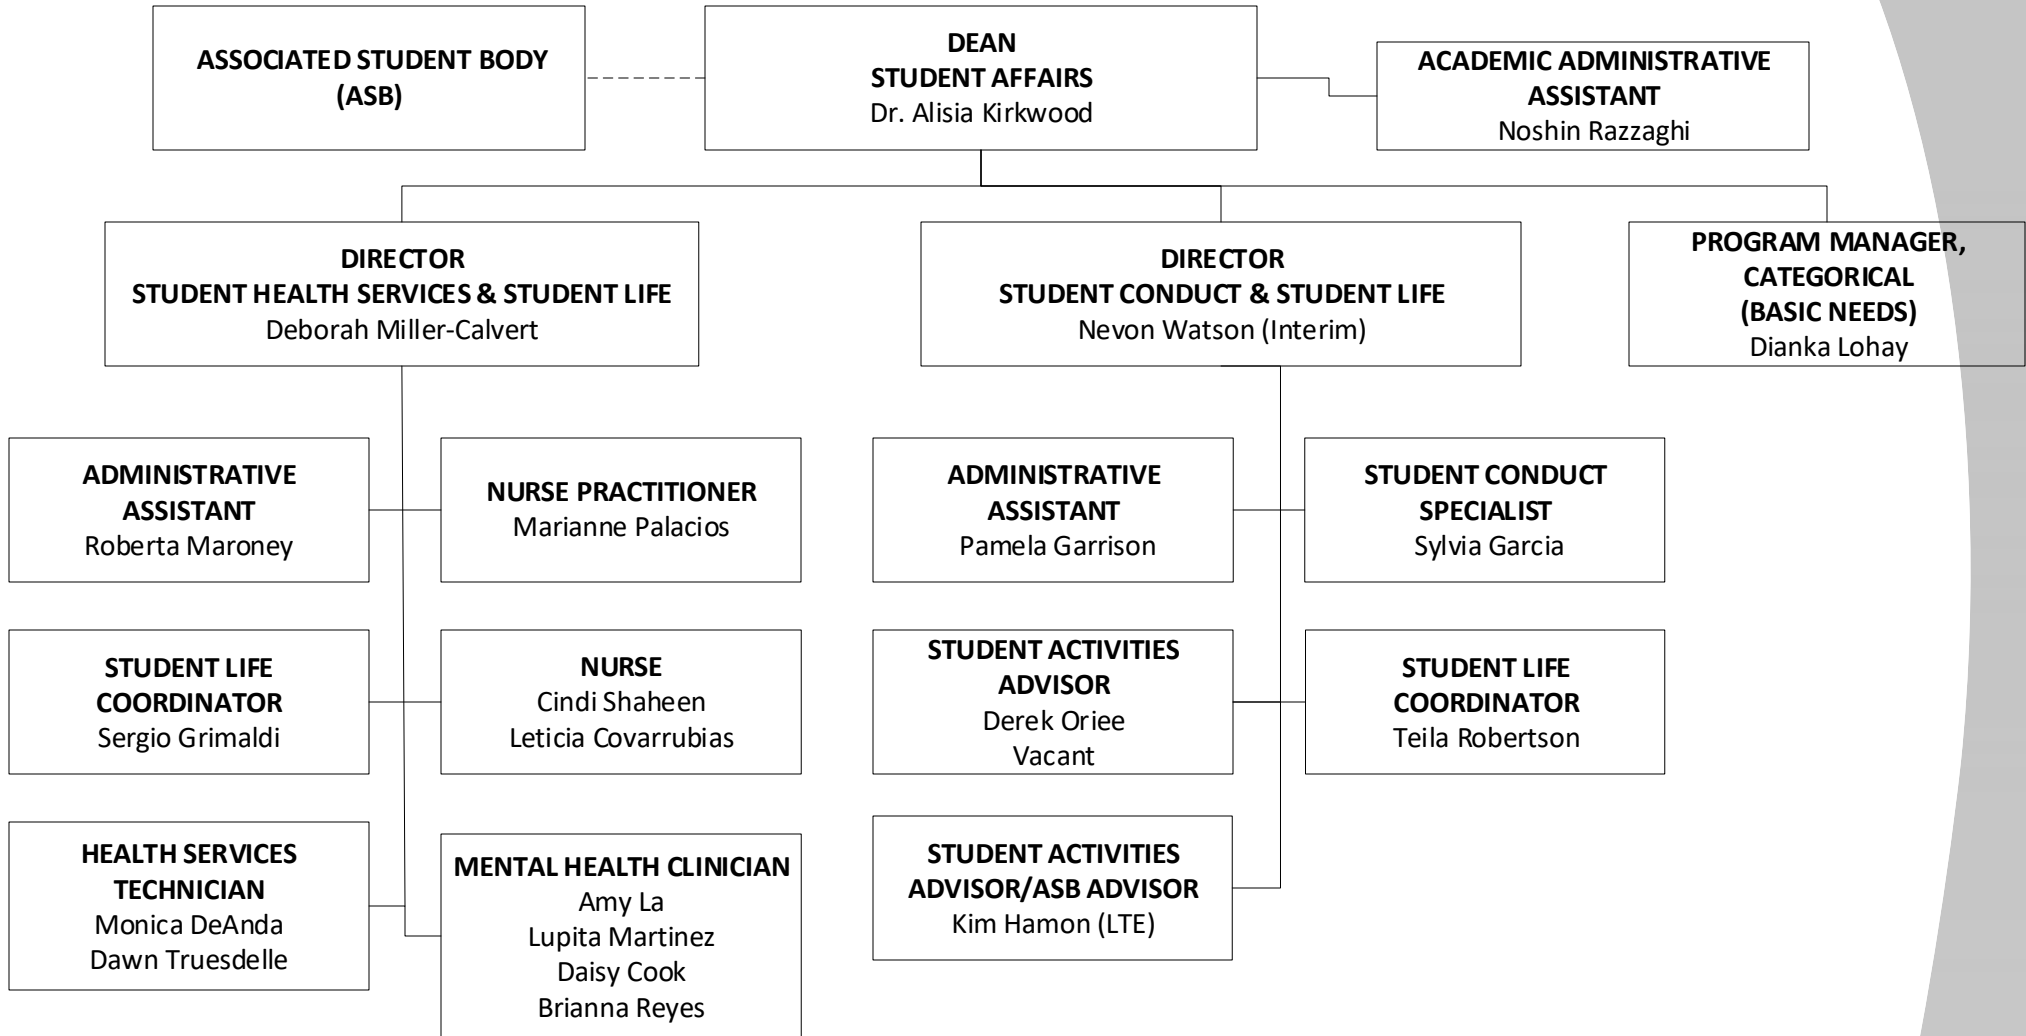 ASSOCIATED STUDENT BODY
(ASB)
DEAN
STUDENT AFFAIRS
Dr. Alisia Kirkwood
ACADEMIC ADMINISTRATIVE
ASSISTANT
Noshin Razzaghi
DIRECTOR
STUDENT HEALTH SERVICES & STUDENT LIFE
Deborah Miller-Calvert
DIRECTOR
STUDENT CONDUCT & STUDENT LIFE
Nevon Watson (Interim)
PROGRAM MANAGER,
CATEGORICAL
(BASIC NEEDS)
Dianka Lohay
ADMINISTRATIVE
ASSISTANT
Roberta Maroney
NURSE PRACTITIONER
Marianne Palacios
ADMINISTRATIVE
ASSISTANT
Pamela Garrison
STUDENT CONDUCT
SPECIALIST
Sylvia Garcia
STUDENT LIFE
COORDINATOR
Sergio Grimaldi
NURSE
Cindi Shaheen
Leticia Covarrubias
STUDENT ACTIVITIES
ADVISOR
Derek Oriee
Vacant
STUDENT LIFE
COORDINATOR
Teila Robertson
HEALTH SERVICES
TECHNICIAN
Monica DeAnda
Dawn Truesdelle
MENTAL HEALTH CLINICIAN
Amy La
Lupita Martinez
Daisy Cook
Brianna Reyes
STUDENT ACTIVITIES
ADVISOR/ASB ADVISOR
Kim Hamon (LTE)